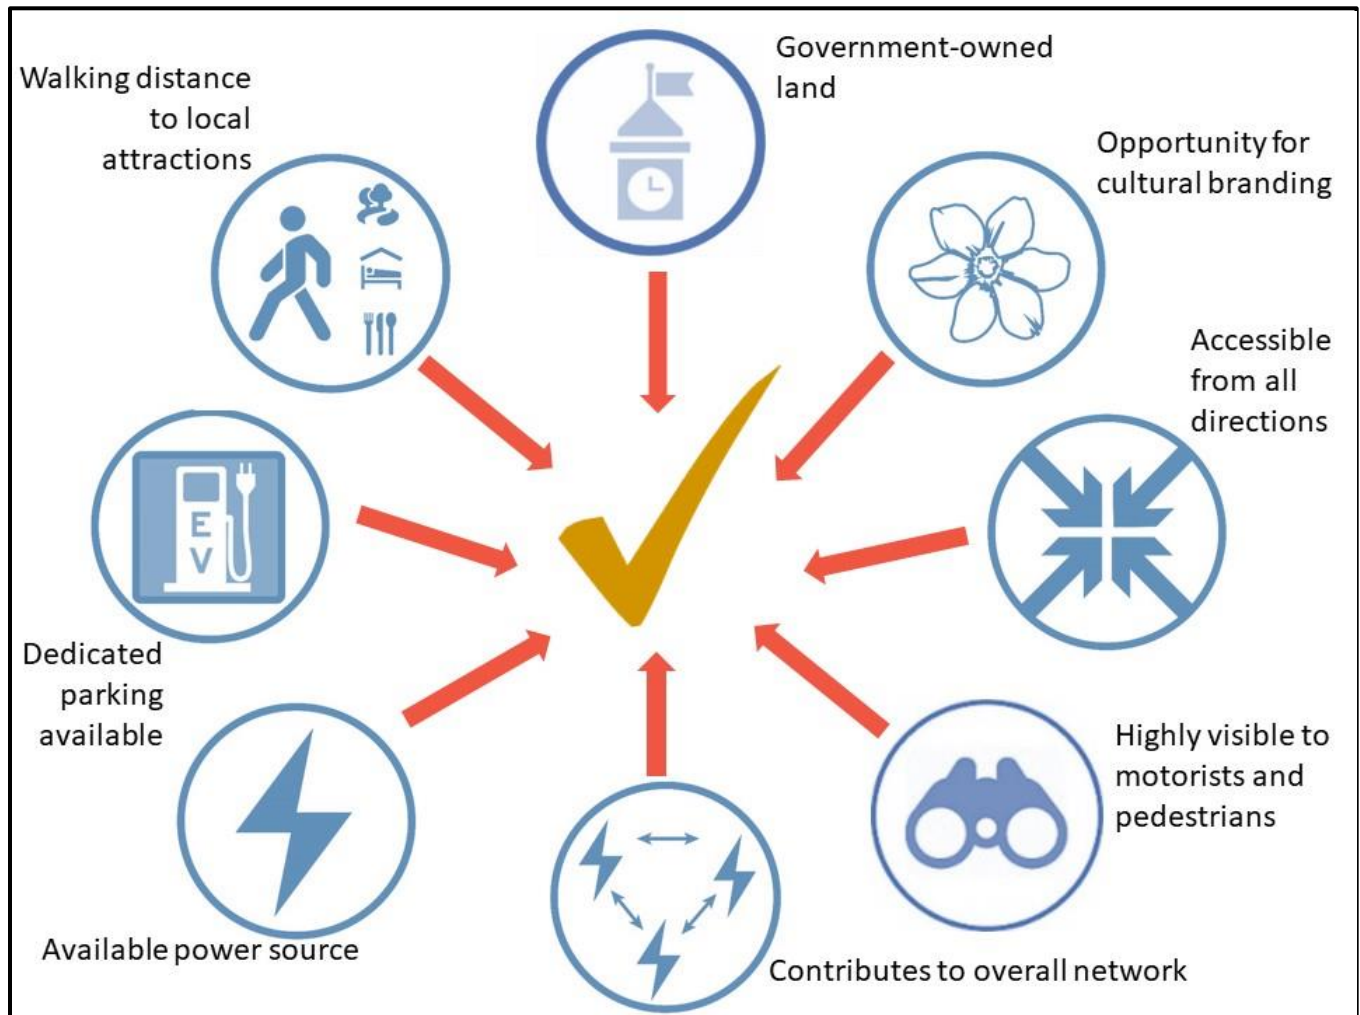 Government-owned
land
Walking distance
to local
attractions
Opportunity for
cultural branding
Accessible
from all
directions
E
V
Dedicated
parking
available
Highly visible to
motorists and
pedestrians
Available power source
Contributes to overall network